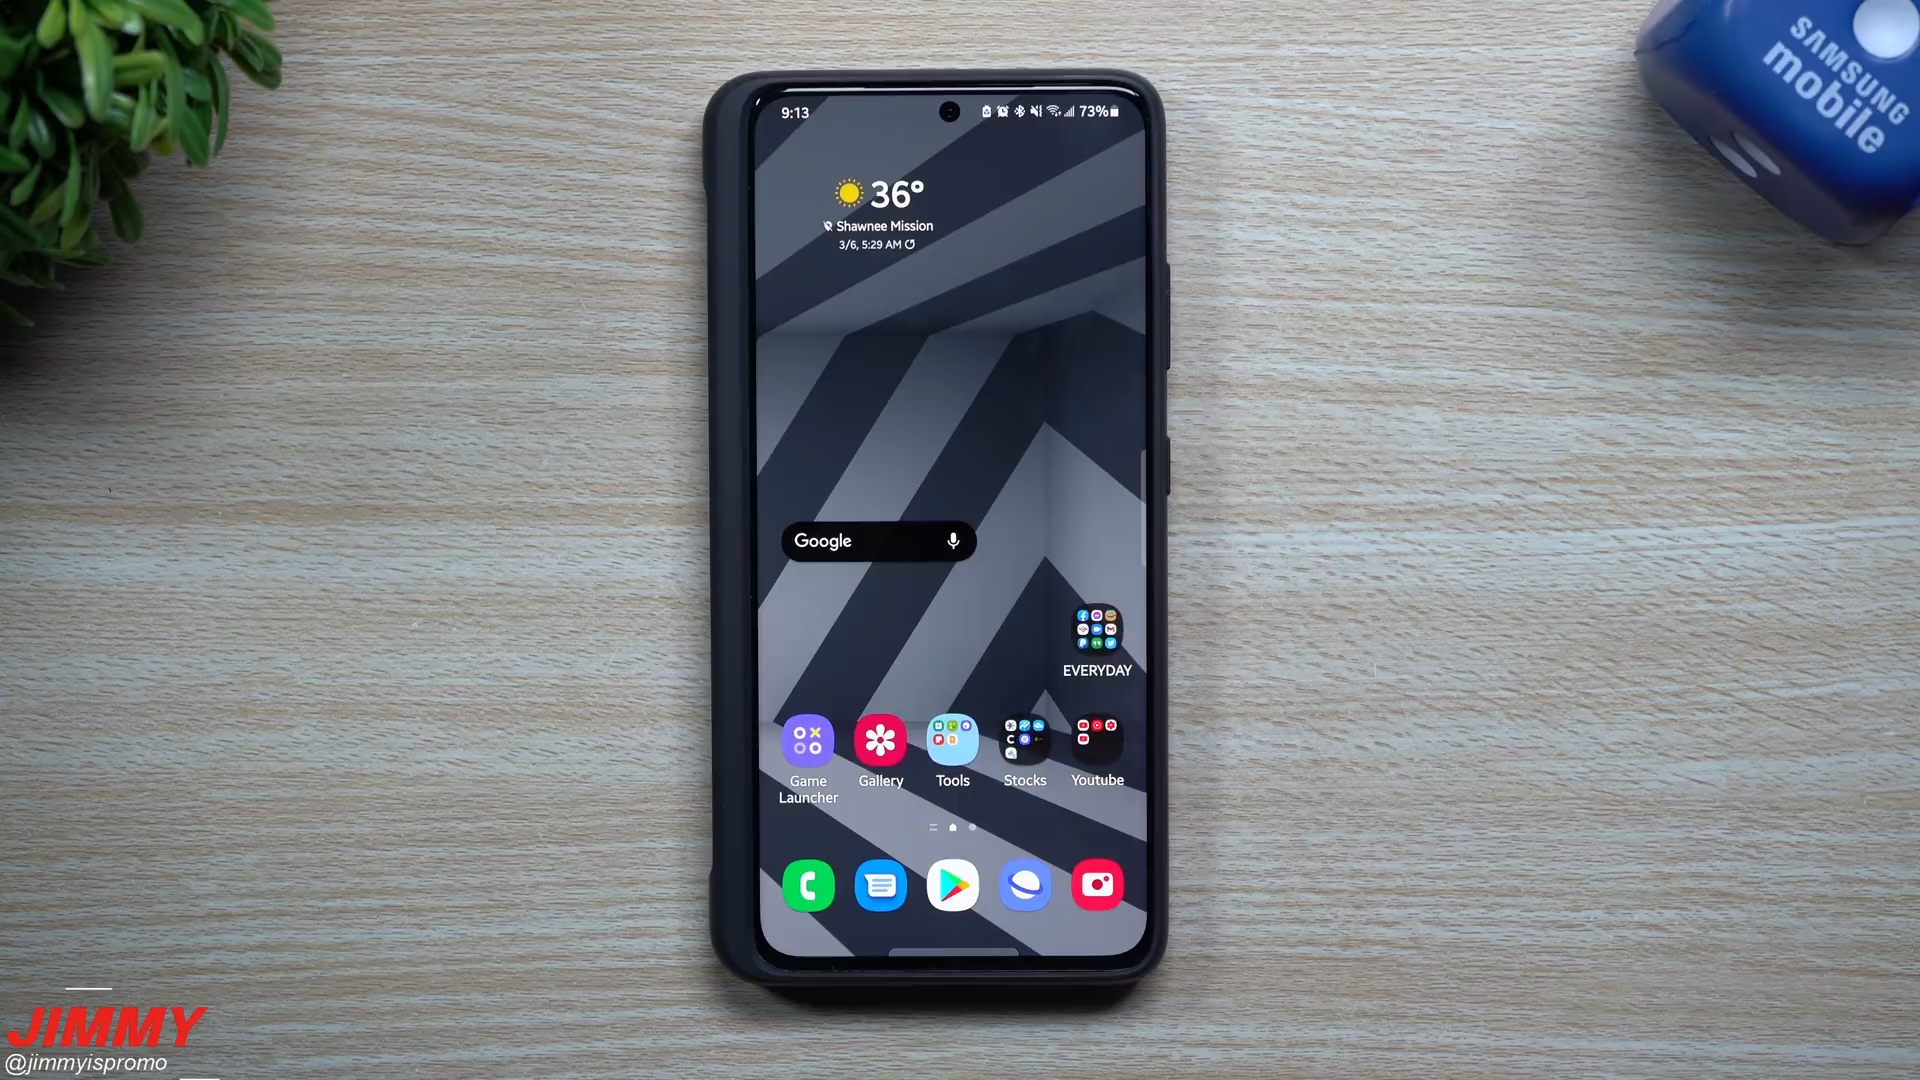 SAMSUNG
mobile
9:13
73%
36°
Shawnee Mission
3/6, 5:29 AM
Google
EVERYDAY
Game
Launcher
Gallery
Tools
Stocks
Youtube
JIMMY
@jimmyispromo